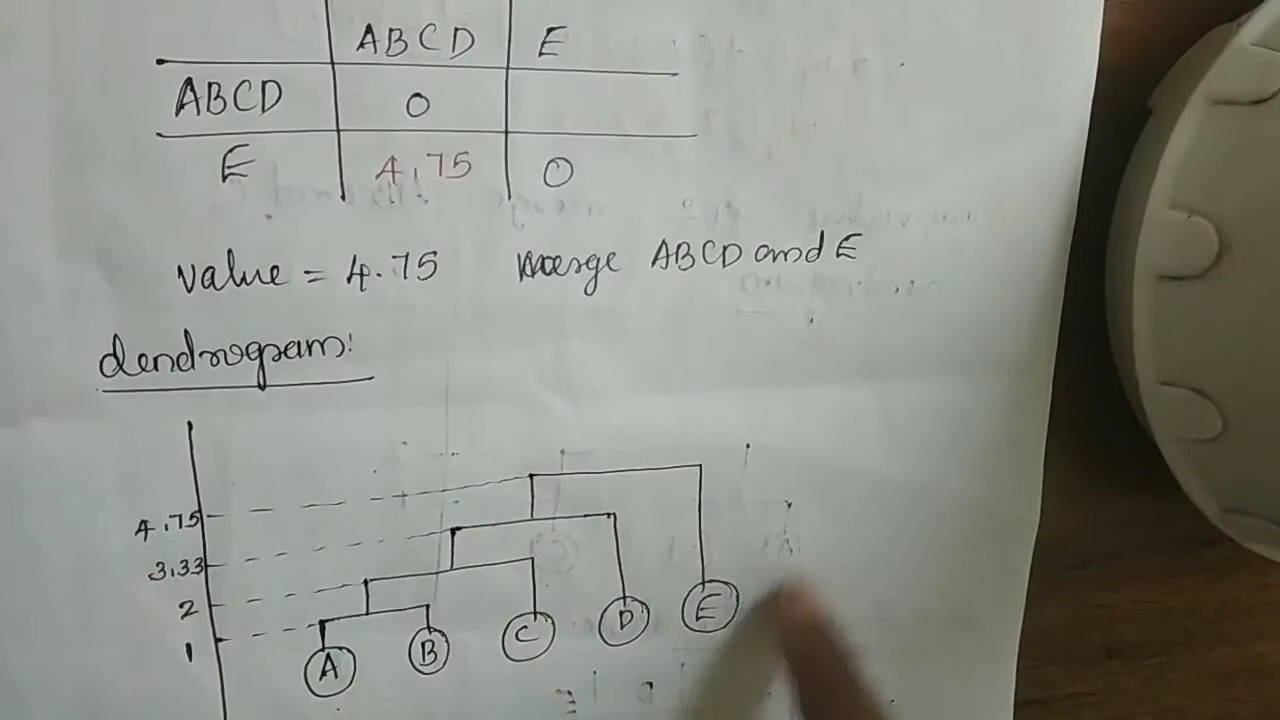 ABCD E
ABCD 0
E 4.75 0
value = 4.75 merge ABCD and E
dendrogram:
4.75
3.33
2
1
A B C D E